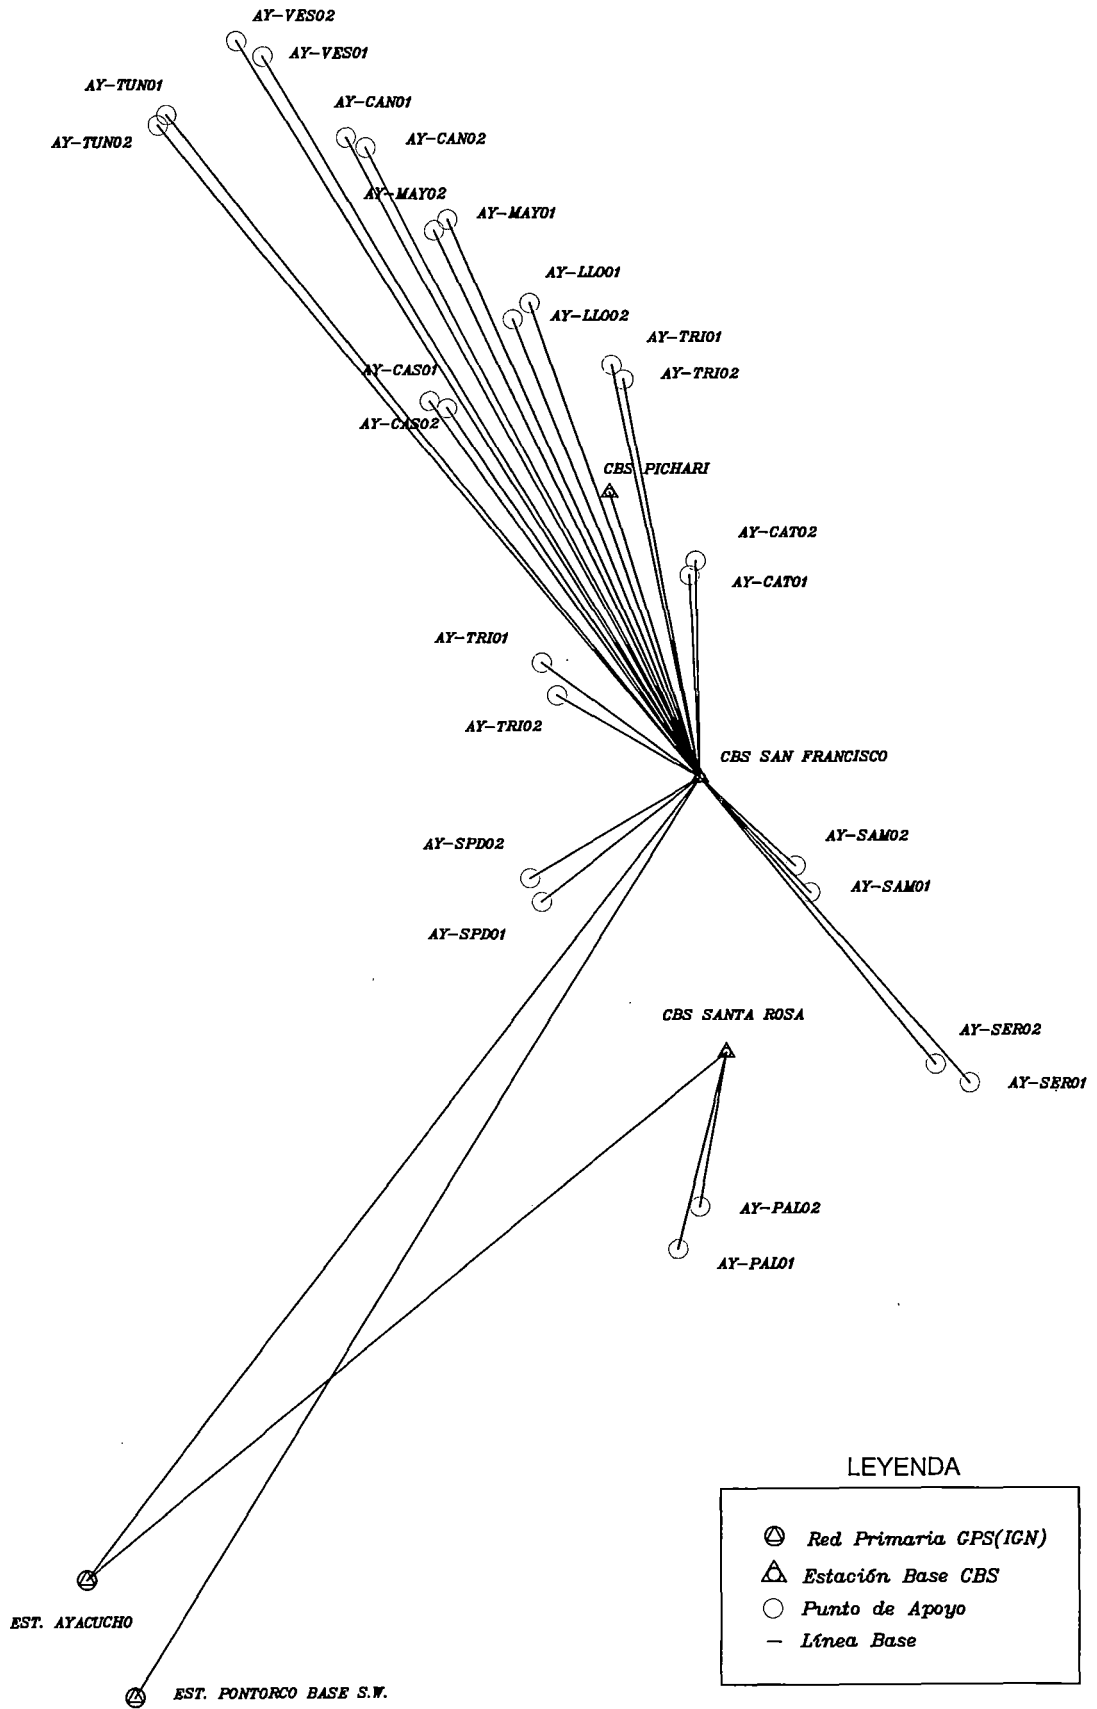 AY-VES02
AY-VES01
AY-TUN01
AY-CAN01
AY-CAN02
AY-TUN02
AY-MAY02
AY-MAY01
AY-LLO01
AY-LLO02
AY-TRI01
AY-CAS01
AY-TRI02
AY-CAS02
CBS PICHARI
AY-CAT02
AY-CAT01
AY-TRI01
AY-TRI02
CBS SAN FRANCISCO
AY-SAM02
AY-SPD02
AY-SAM01
AY-SPD01
CBS SANTA ROSA
AY-SER02
AY-SER01
AY-PAL02
AY-PAL01
LEYENDA
Red Primaria GPS(IGN)
Estación Base CBS
Punto de Apoyo
Línea Base
EST. AYACUCHO
EST. PONTORCO BASE S.W.